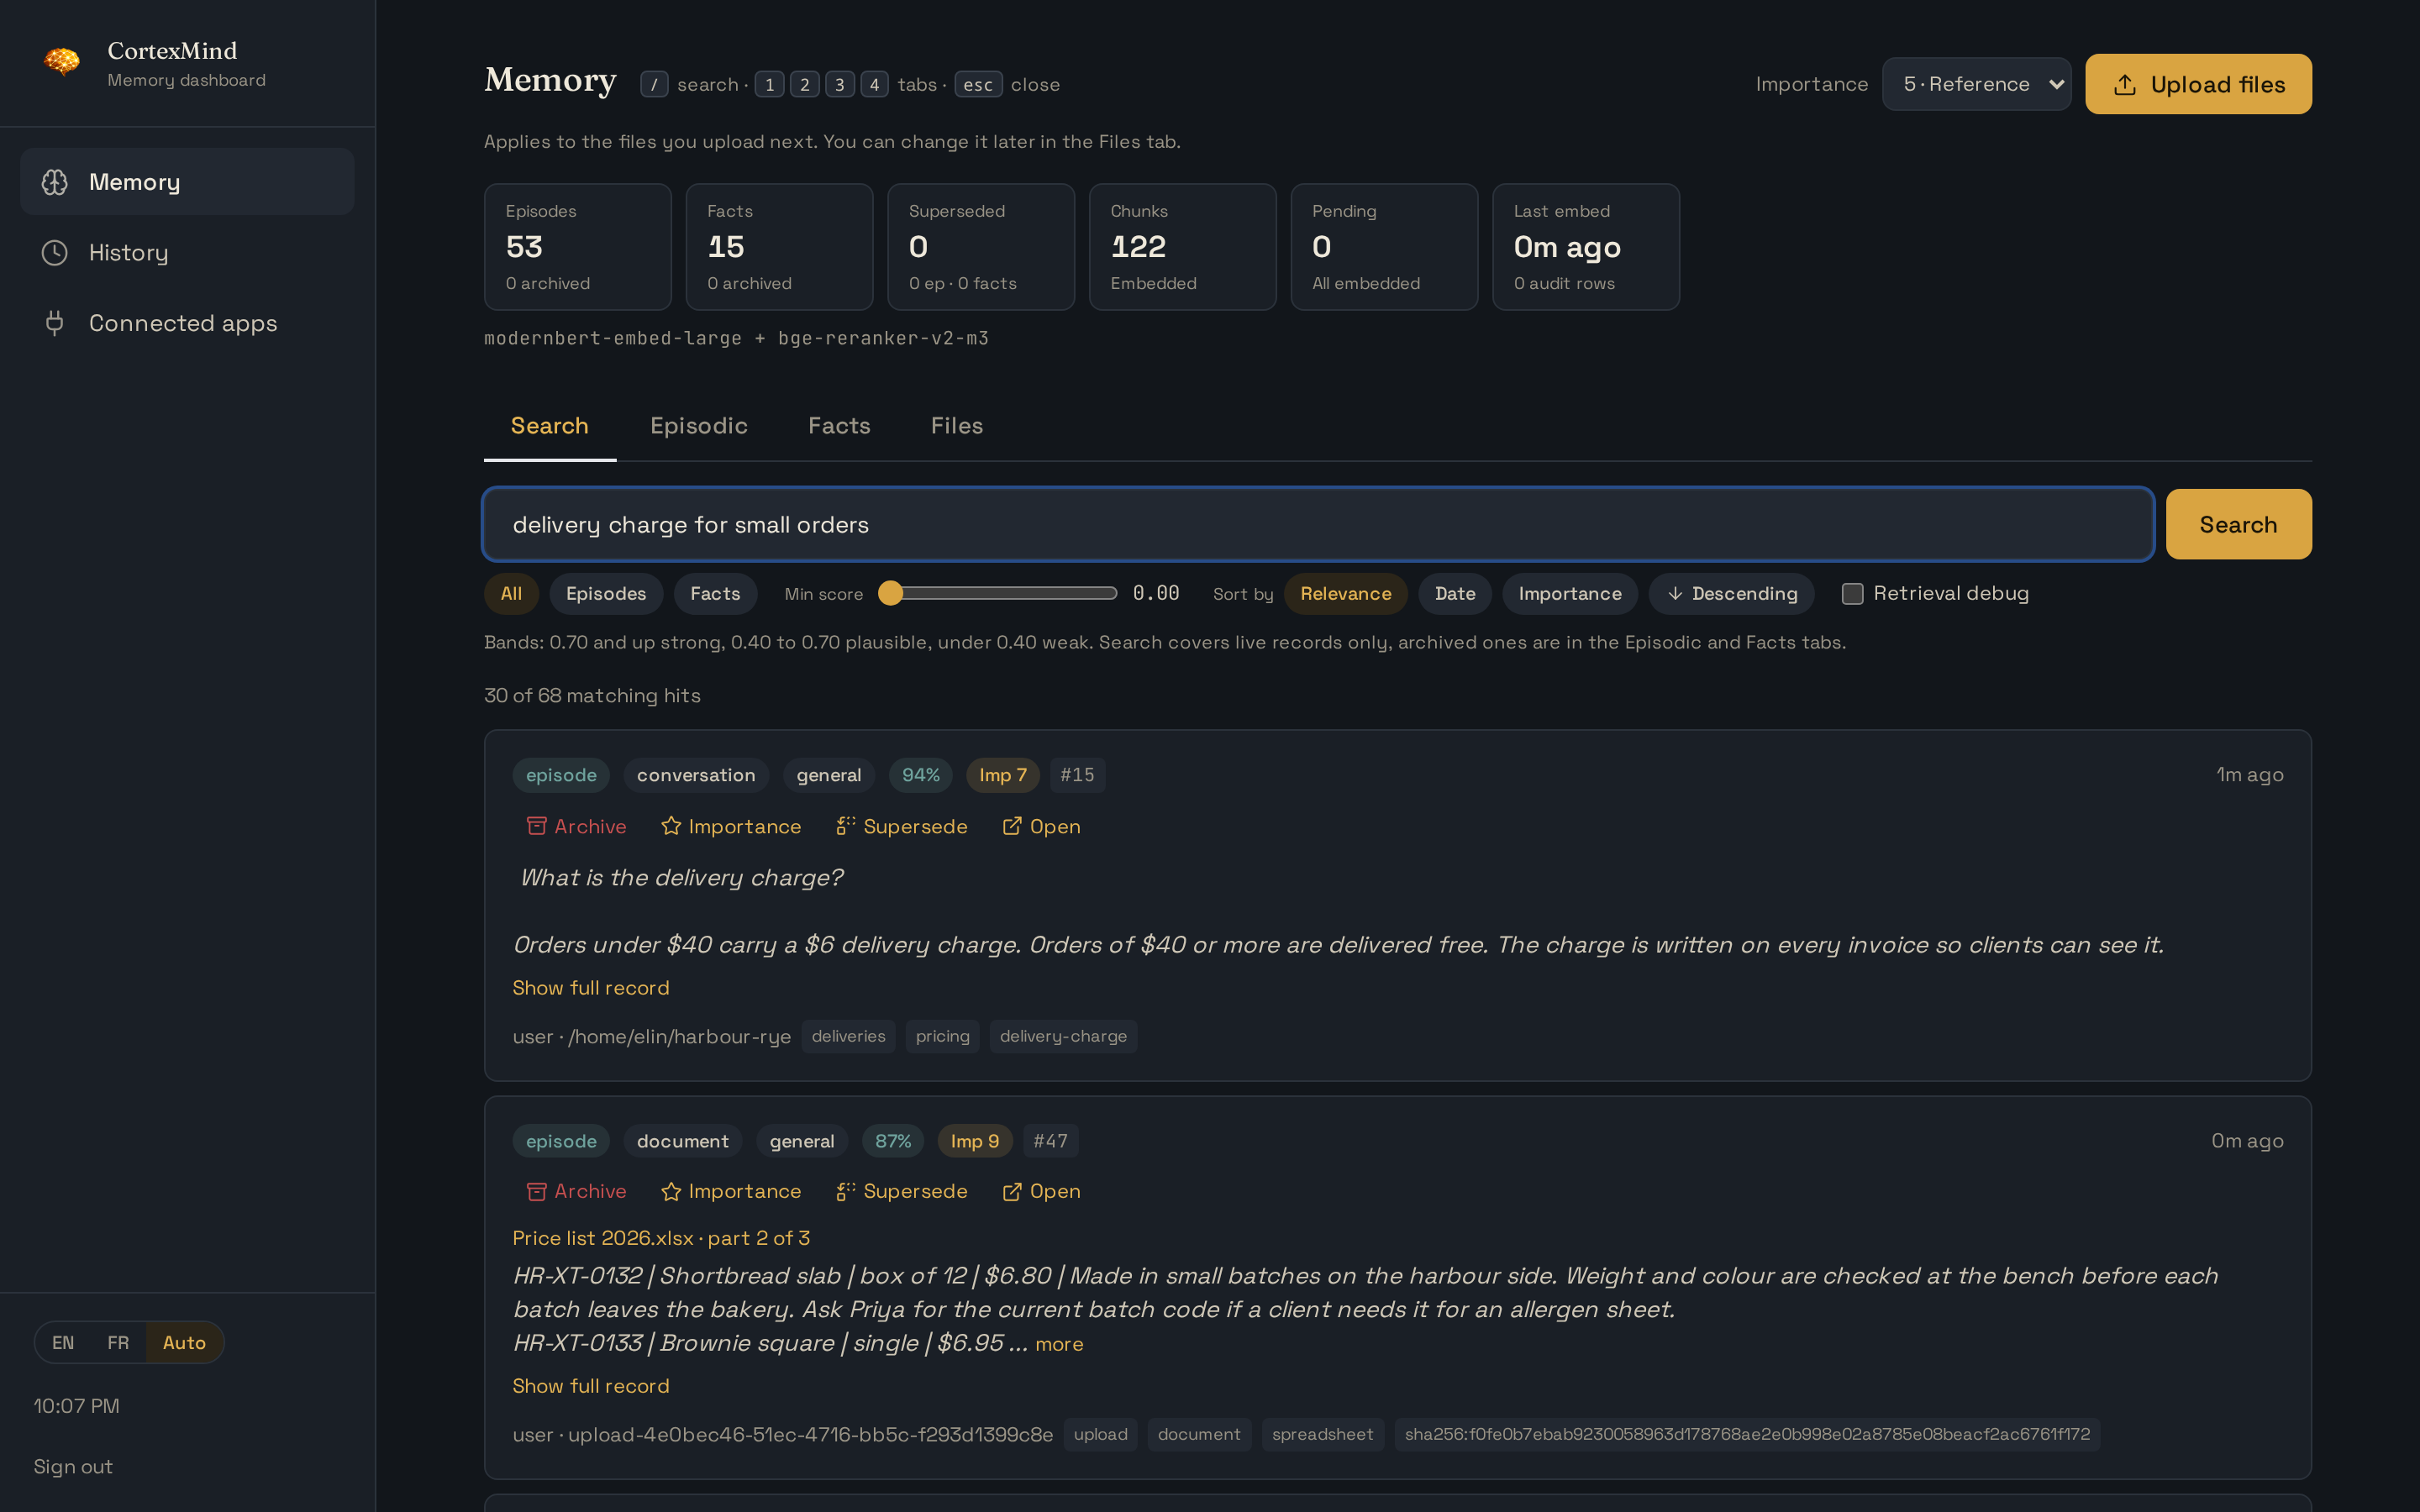 CortexMind
Memory dashboard
Memory
History
Connected apps
EN FR Auto
10:07 PM
Sign out
Memory / search · 1 2 3 4 tabs · esc close
Importance 5 · Reference Upload files
Applies to the files you upload next. You can change it later in the Files tab.
Episodes
53
0 archived
Facts
15
0 archived
Superseded
0
0 ep · 0 facts
Chunks
122
Embedded
Pending
0
All embedded
Last embed
0m ago
0 audit rows
modernbert-embed-large + bge-reranker-v2-m3
Search Episodic Facts Files
delivery charge for small orders Search
All Episodes Facts Min score 0.00 Sort by Relevance Date Importance ↓ Descending Retrieval debug
Bands: 0.70 and up strong, 0.40 to 0.70 plausible, under 0.40 weak. Search covers live records only, archived ones are in the Episodic and Facts tabs.
30 of 68 matching hits
episode conversation general 94% Imp 7 #15 1m ago
Archive Importance Supersede Open
What is the delivery charge?
Orders under $40 carry a $6 delivery charge. Orders of $40 or more are delivered free. The charge is written on every invoice so clients can see it.
Show full record
user · /home/elin/harbour-rye deliveries pricing delivery-charge
episode document general 87% Imp 9 #47 0m ago
Archive Importance Supersede Open
Price list 2026.xlsx · part 2 of 3
HR-XT-0132 | Shortbread slab | box of 12 | $6.80 | Made in small batches on the harbour side. Weight and colour are checked at the bench before each
batch leaves the bakery. Ask Priya for the current batch code if a client needs it for an allergen sheet.
HR-XT-0133 | Brownie square | single | $6.95 ... more
Show full record
user · upload-4e0bec46-51ec-4716-bb5c-f293d1399c8e upload document spreadsheet sha256:f0fe0b7ebab9230058963d178768ae2e0b998e02a8785e08beacf2ac6761f172